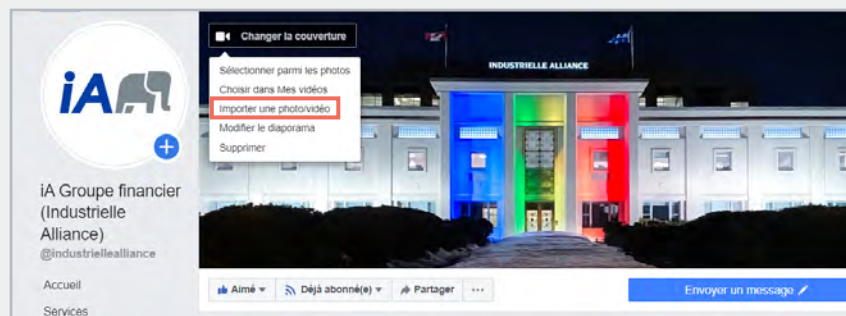 Changer la couverture
Sélectionner parmi les photos
Choisir dans Mes vidéos
Importer une photo/vidéo
Modifier le diaporama
Supprimer
INDUSTRIELLE ALLIANCE
iA
iA Groupe financier
(Industrielle
Alliance)
@industriellealliance
Accueil
Services
Aimé
Déjà abonné(e)
Partager
Envoyer un message